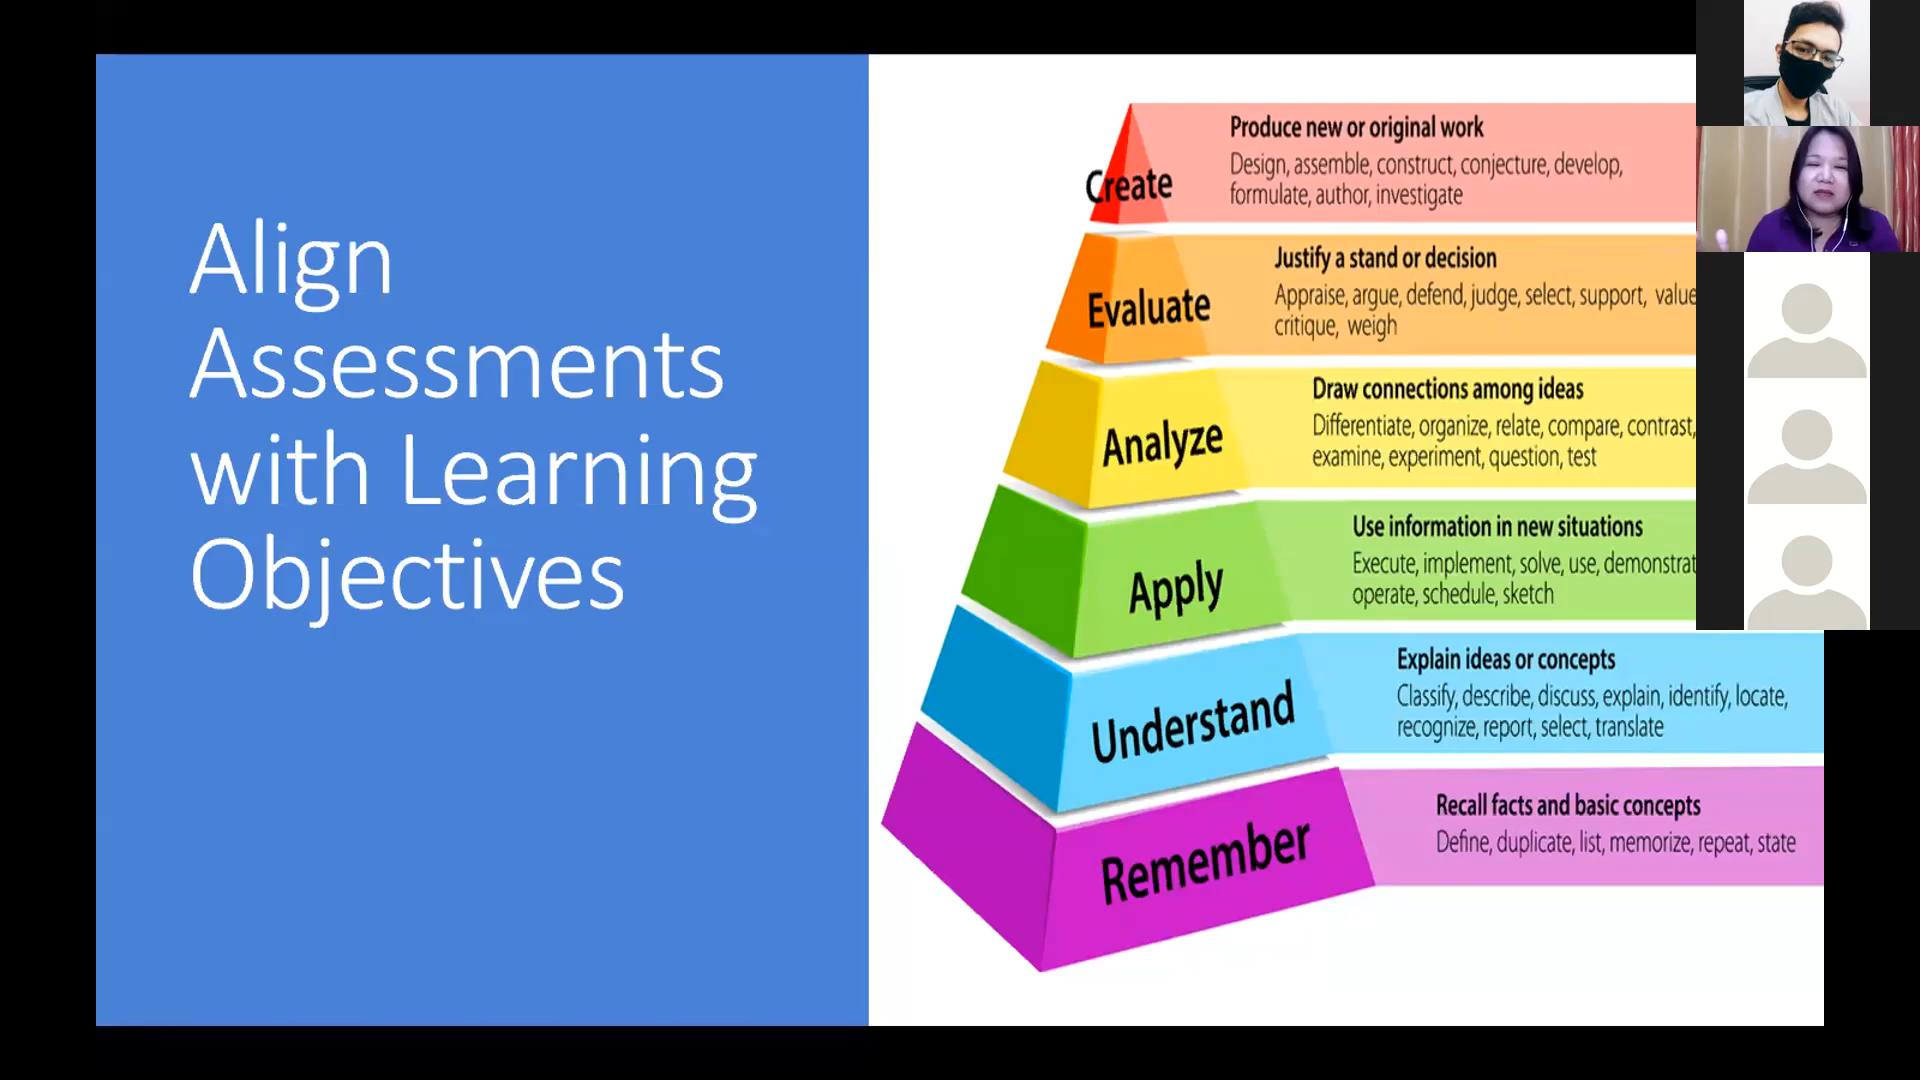 Align
Assessments
with Learning
Objectives
Create
Produce new or original work
Design, assemble, construct, conjecture, develop,
formulate, author, investigate
Evaluate
Justify a stand or decision
Appraise, argue, defend, judge, select, support, value
critique, weigh
Analyze
Draw connections among ideas
Differentiate, organize, relate, compare, contrast,
examine, experiment, question, test
Apply
Use information in new situations
Execute, implement, solve, use, demonstrat
operate, schedule, sketch
Understand
Explain ideas or concepts
Classify, describe, discuss, explain, identify, locate,
recognize, report, select, translate
Remember
Recall facts and basic concepts
Define, duplicate, list, memorize, repeat, state